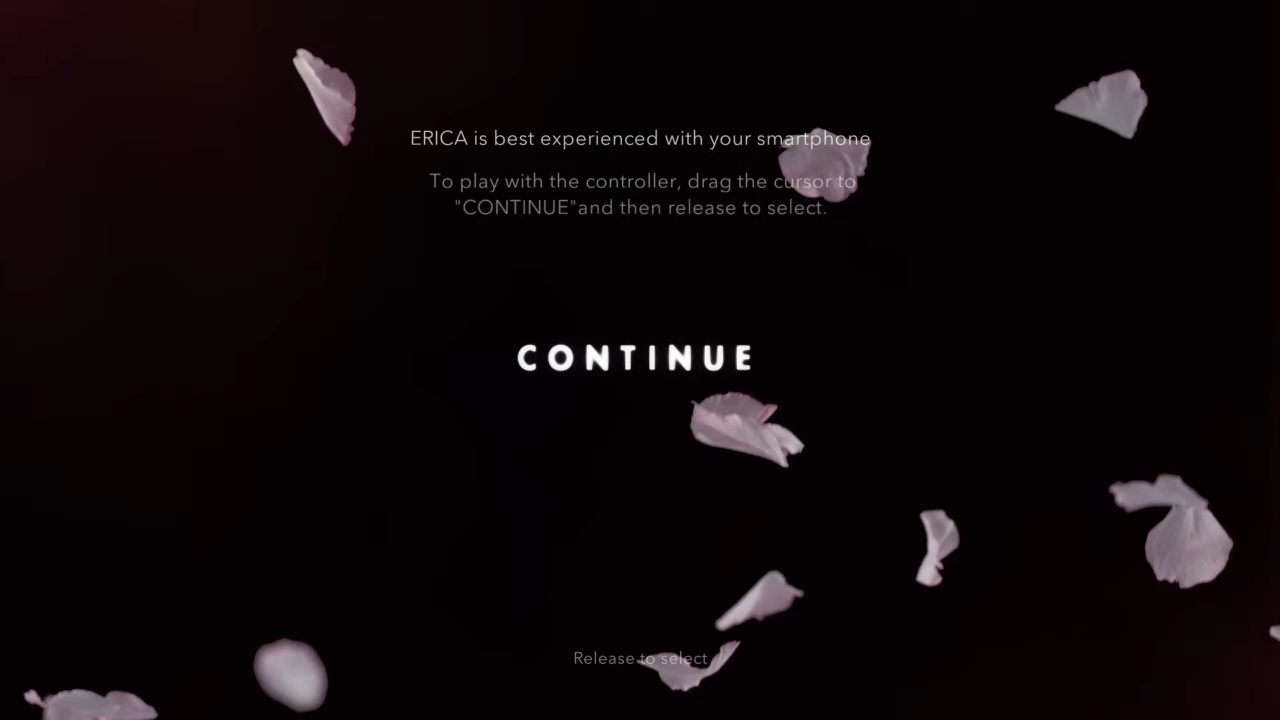 ERICA is best experienced with your smartphone
To play with the controller, drag the cursor to
"CONTINUE"and then release to select.
CONTINUE
Release to select